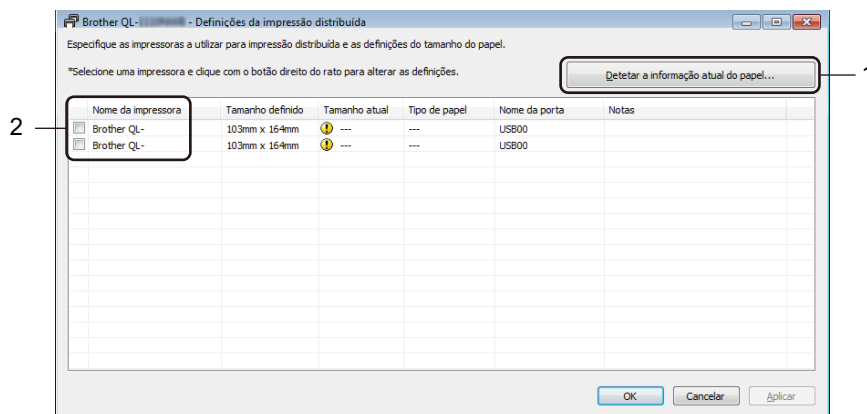 Brother QL- - Definições da impressão distribuída
Especifique as impressoras a utilizar para impressão distribuída e as definições do tamanho do papel.
*Selecione uma impressora e clique com o botão direito do rato para alterar as definições.
Detetar a informação atual do papel...
1
2
Nome da impressora Tamanho definido Tamanho atual Tipo de papel Nome da porta Notas
Brother QL- 103mm x 164mm --- --- USB00
Brother QL- 103mm x 164mm --- --- USB00
OK Cancelar Aplicar